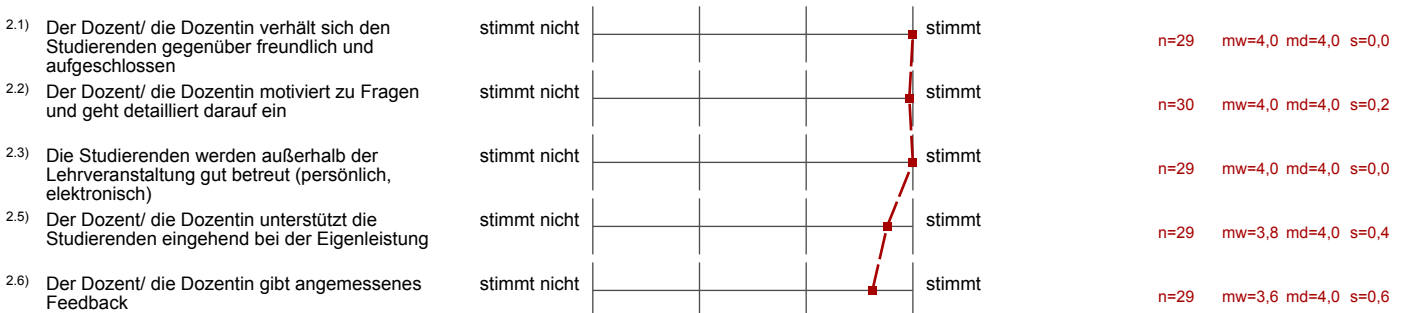 2.1) Der Dozent/ die Dozentin verhält sich den stimmt nicht stimmt
Studierenden gegenüber freundlich und n=29 mw=4,0 md=4,0 s=0,0
aufgeschlossen
2.2) Der Dozent/ die Dozentin motiviert zu Fragen stimmt nicht stimmt
und geht detailliert darauf ein n=30 mw=4,0 md=4,0 s=0,2
2.3) Die Studierenden werden außerhalb der stimmt nicht stimmt
Lehrveranstaltung gut betreut (persönlich, n=29 mw=4,0 md=4,0 s=0,0
elektronisch)
2.5) Der Dozent/ die Dozentin unterstützt die stimmt nicht stimmt
Studierenden eingehend bei der Eigenleistung n=29 mw=3,8 md=4,0 s=0,4
2.6) Der Dozent/ die Dozentin gibt angemessenes stimmt nicht stimmt
Feedback n=29 mw=3,6 md=4,0 s=0,6